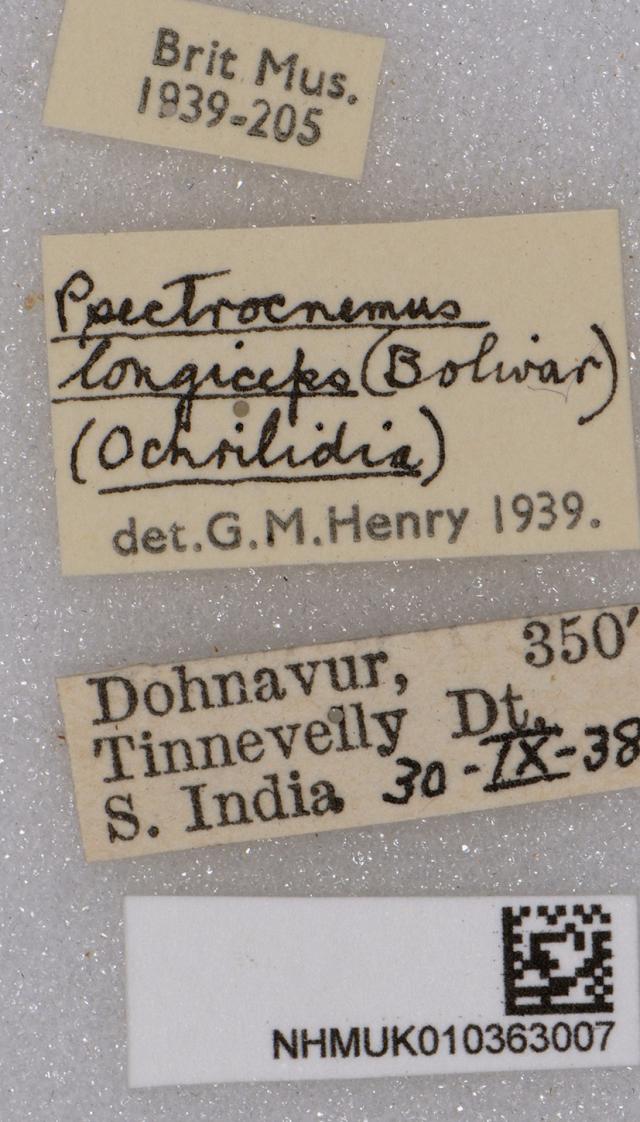 Brit Mus.
1939-205
Ppectrocnemus
longiceps (Bolivar)
(Ochrilidia)
det. G. M. Henry 1939.
Dohnavur, 350'
Tinnevelly Dt.
S. India 30-IX-38
NHMUK010363007